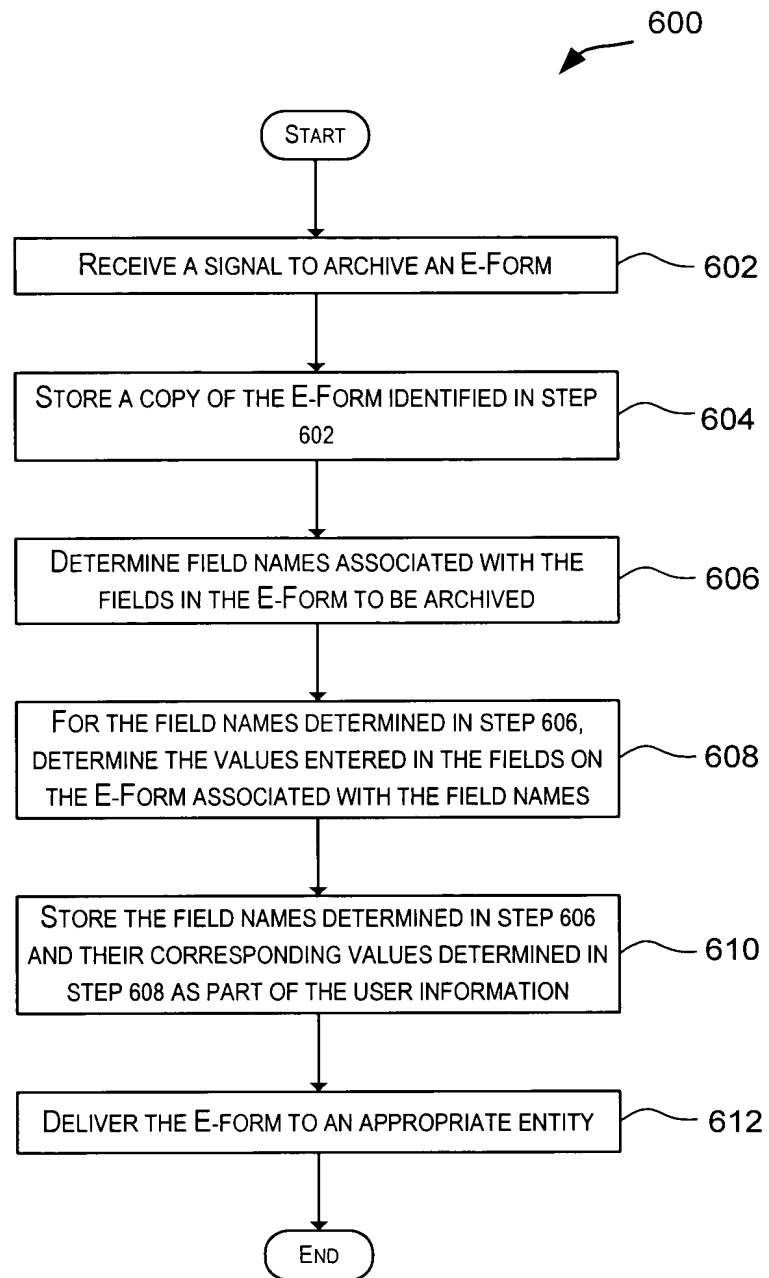 600
START
RECEIVE A SIGNAL TO ARCHIVE AN E-FORM
602
STORE A COPY OF THE E-FORM IDENTIFIED IN STEP
602
604
DETERMINE FIELD NAMES ASSOCIATED WITH THE
FIELDS IN THE E-FORM TO BE ARCHIVED
606
FOR THE FIELD NAMES DETERMINED IN STEP 606,
DETERMINE THE VALUES ENTERED IN THE FIELDS ON
THE E-FORM ASSOCIATED WITH THE FIELD NAMES
608
STORE THE FIELD NAMES DETERMINED IN STEP 606
AND THEIR CORRESPONDING VALUES DETERMINED IN
STEP 608 AS PART OF THE USER INFORMATION
610
DELIVER THE E-FORM TO AN APPROPRIATE ENTITY
612
END